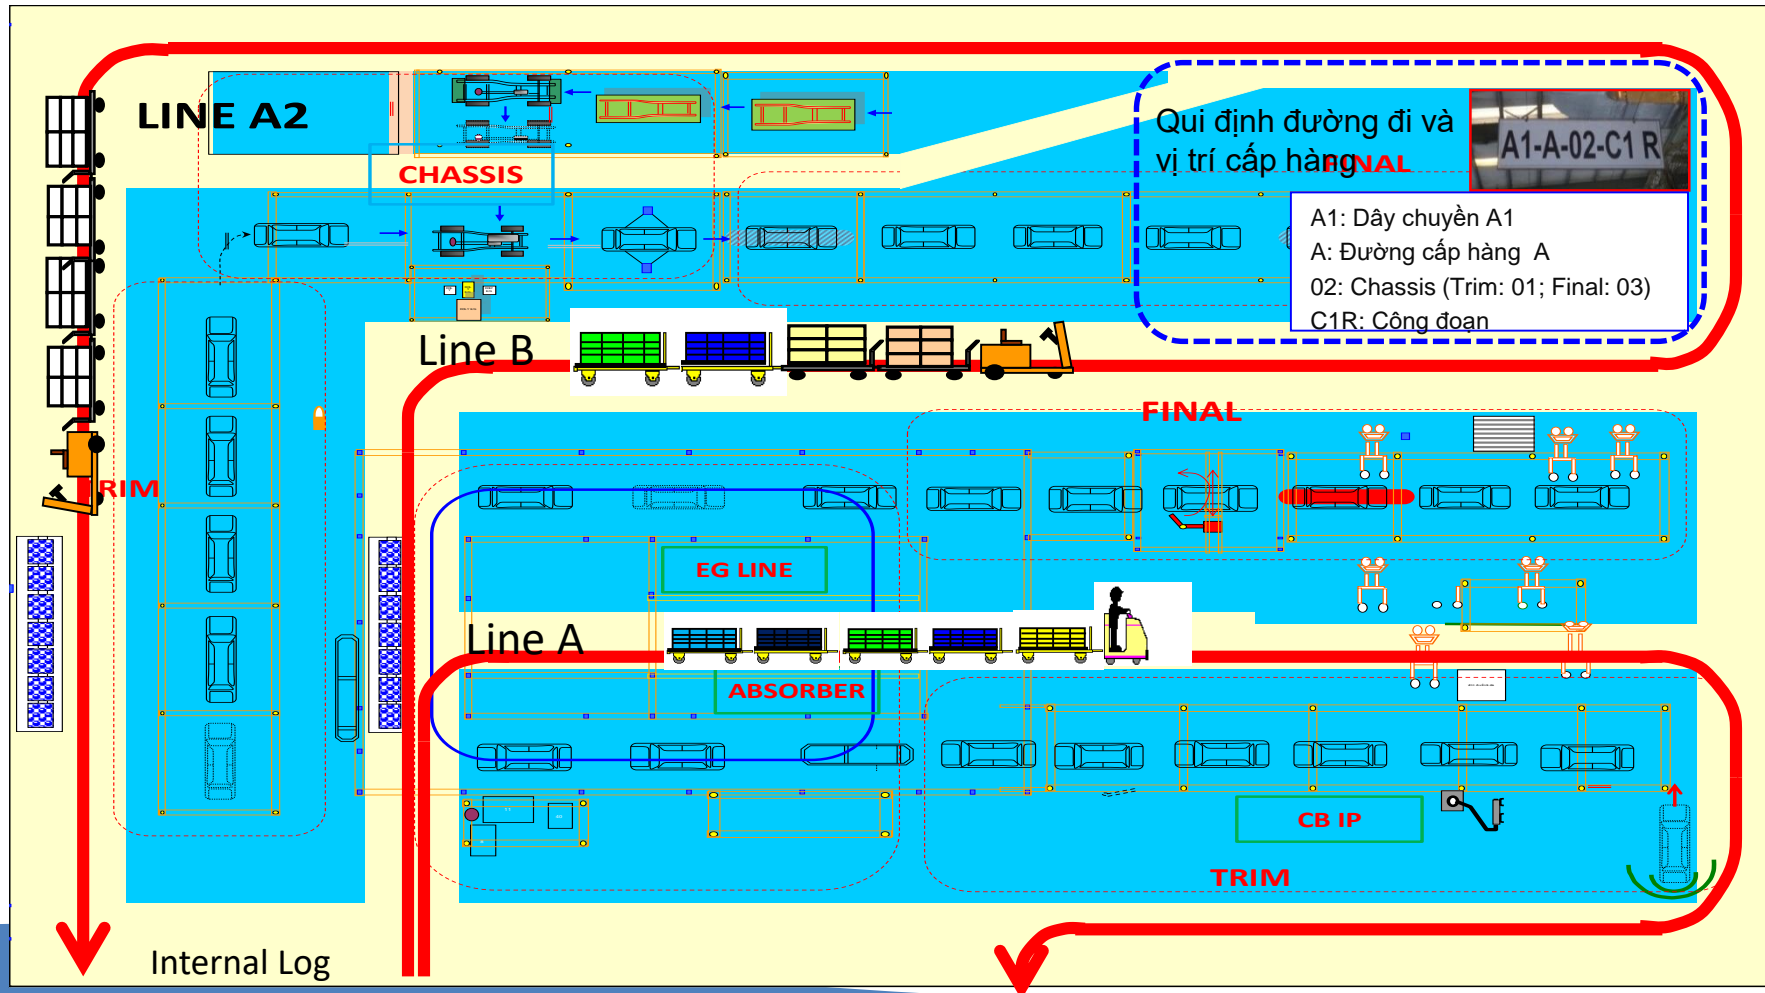 LINE A2
CHASSIS
Qui định đường đi và
vị trí cấp hàng
FINAL
A1-A-02-C1 R
A1: Dây chuyền A1
A: Đường cấp hàng A
02: Chassis (Trim: 01; Final: 03)
C1R: Công đoạn
Line B
FINAL
RIM
EG LINE
Line A
ABSORBER
CB IP
TRIM
Internal Log